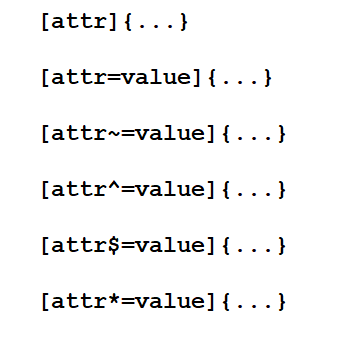 [attr]{...}
[attr=value]{...}
[attr~=value]{...}
[attr^=value]{...}
[attr$=value]{...}
[attr*=value]{...}